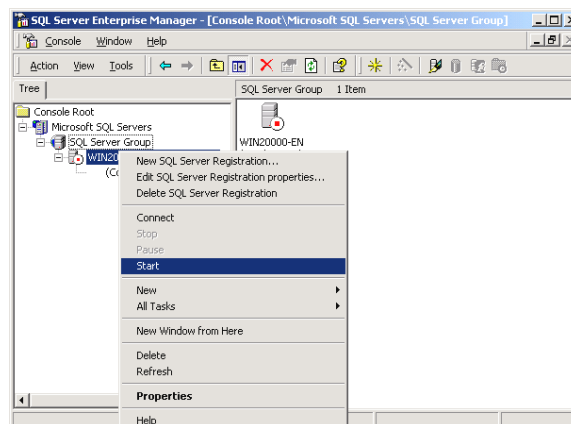 SQL Server Enterprise Manager - [Console Root\Microsoft SQL Servers\SQL Server Group]
Console Window Help
Action View Tools
Tree
SQL Server Group 1 Item
Console Root
Microsoft SQL Servers
SQL Server Group
WIN20
(Co
WIN20000-EN
New SQL Server Registration...
Edit SQL Server Registration properties...
Delete SQL Server Registration
Connect
Stop
Pause
Start
New
All Tasks
New Window from Here
Delete
Refresh
Properties
Help